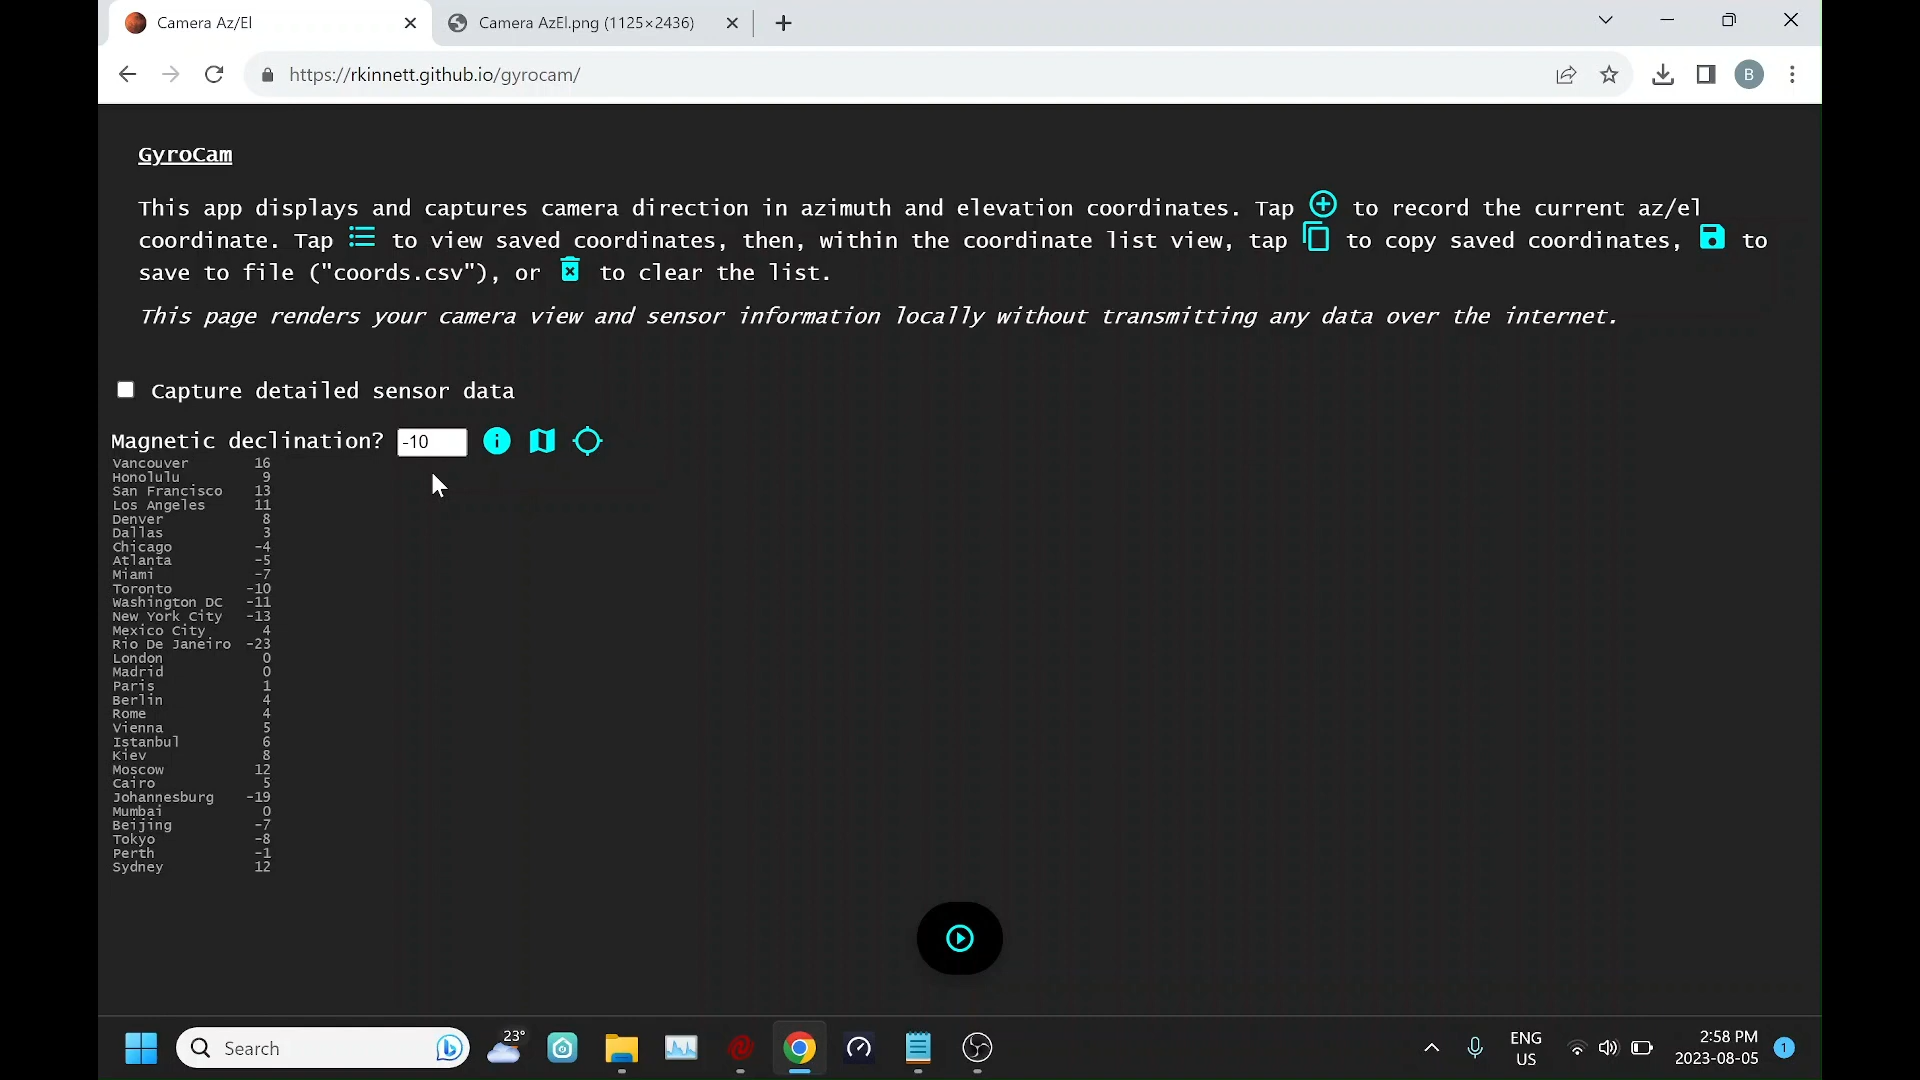 Camera Az/El
Camera AzEl.png (1125×2436)
https://rkinnett.github.io/gyrocam/
B
GyroCam
This app displays and captures camera direction in azimuth and elevation coordinates. Tap to record the current az/el
coordinate. Tap to view saved coordinates, then, within the coordinate list view, tap to copy saved coordinates, to
save to file ("coords.csv"), or to clear the list.
This page renders your camera view and sensor information locally without transmitting any data over the internet.
Capture detailed sensor data
Magnetic declination? -10
Vancouver 16
Honolulu 9
San Francisco 13
Los Angeles 11
Denver 8
Dallas 3
Chicago -4
Atlanta -5
Miami -7
Toronto -10
Washington DC -11
New York City -13
Mexico City 4
Rio De Janeiro -23
London 0
Madrid 0
Paris 1
Berlin 4
Rome 4
Vienna 5
Istanbul 6
Kiev 8
Moscow 12
Cairo 5
Johannesburg -19
Mumbai 0
Beijing -7
Tokyo -8
Perth -1
Sydney 12
Search
23°
ENG
US
2:58 PM
2023-08-05
1